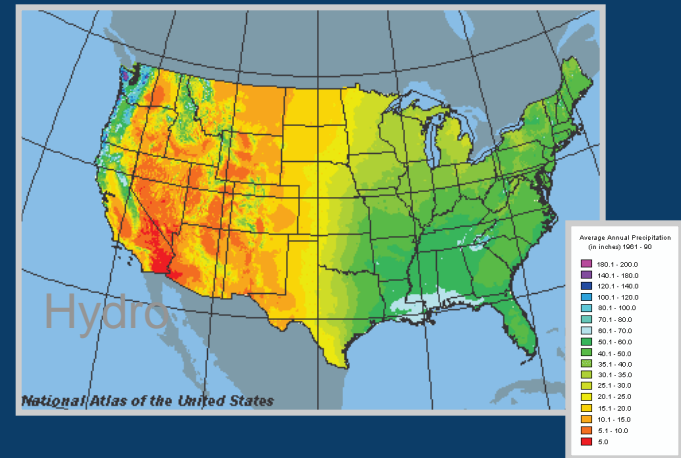 Hydro
National Atlas of the United States
Average Annual Precipitation
(in inches) 1961 - 90
180.1 - 200.0
140.1 - 180.0
120.1 - 140.0
100.1 - 120.0
80.1 - 100.0
70.1 - 80.0
60.1 - 70.0
50.1 - 60.0
40.1 - 50.0
35.1 - 40.0
30.1 - 35.0
25.1 - 30.0
20.1 - 25.0
15.1 - 20.0
10.1 - 15.0
5.1 - 10.0
5.0